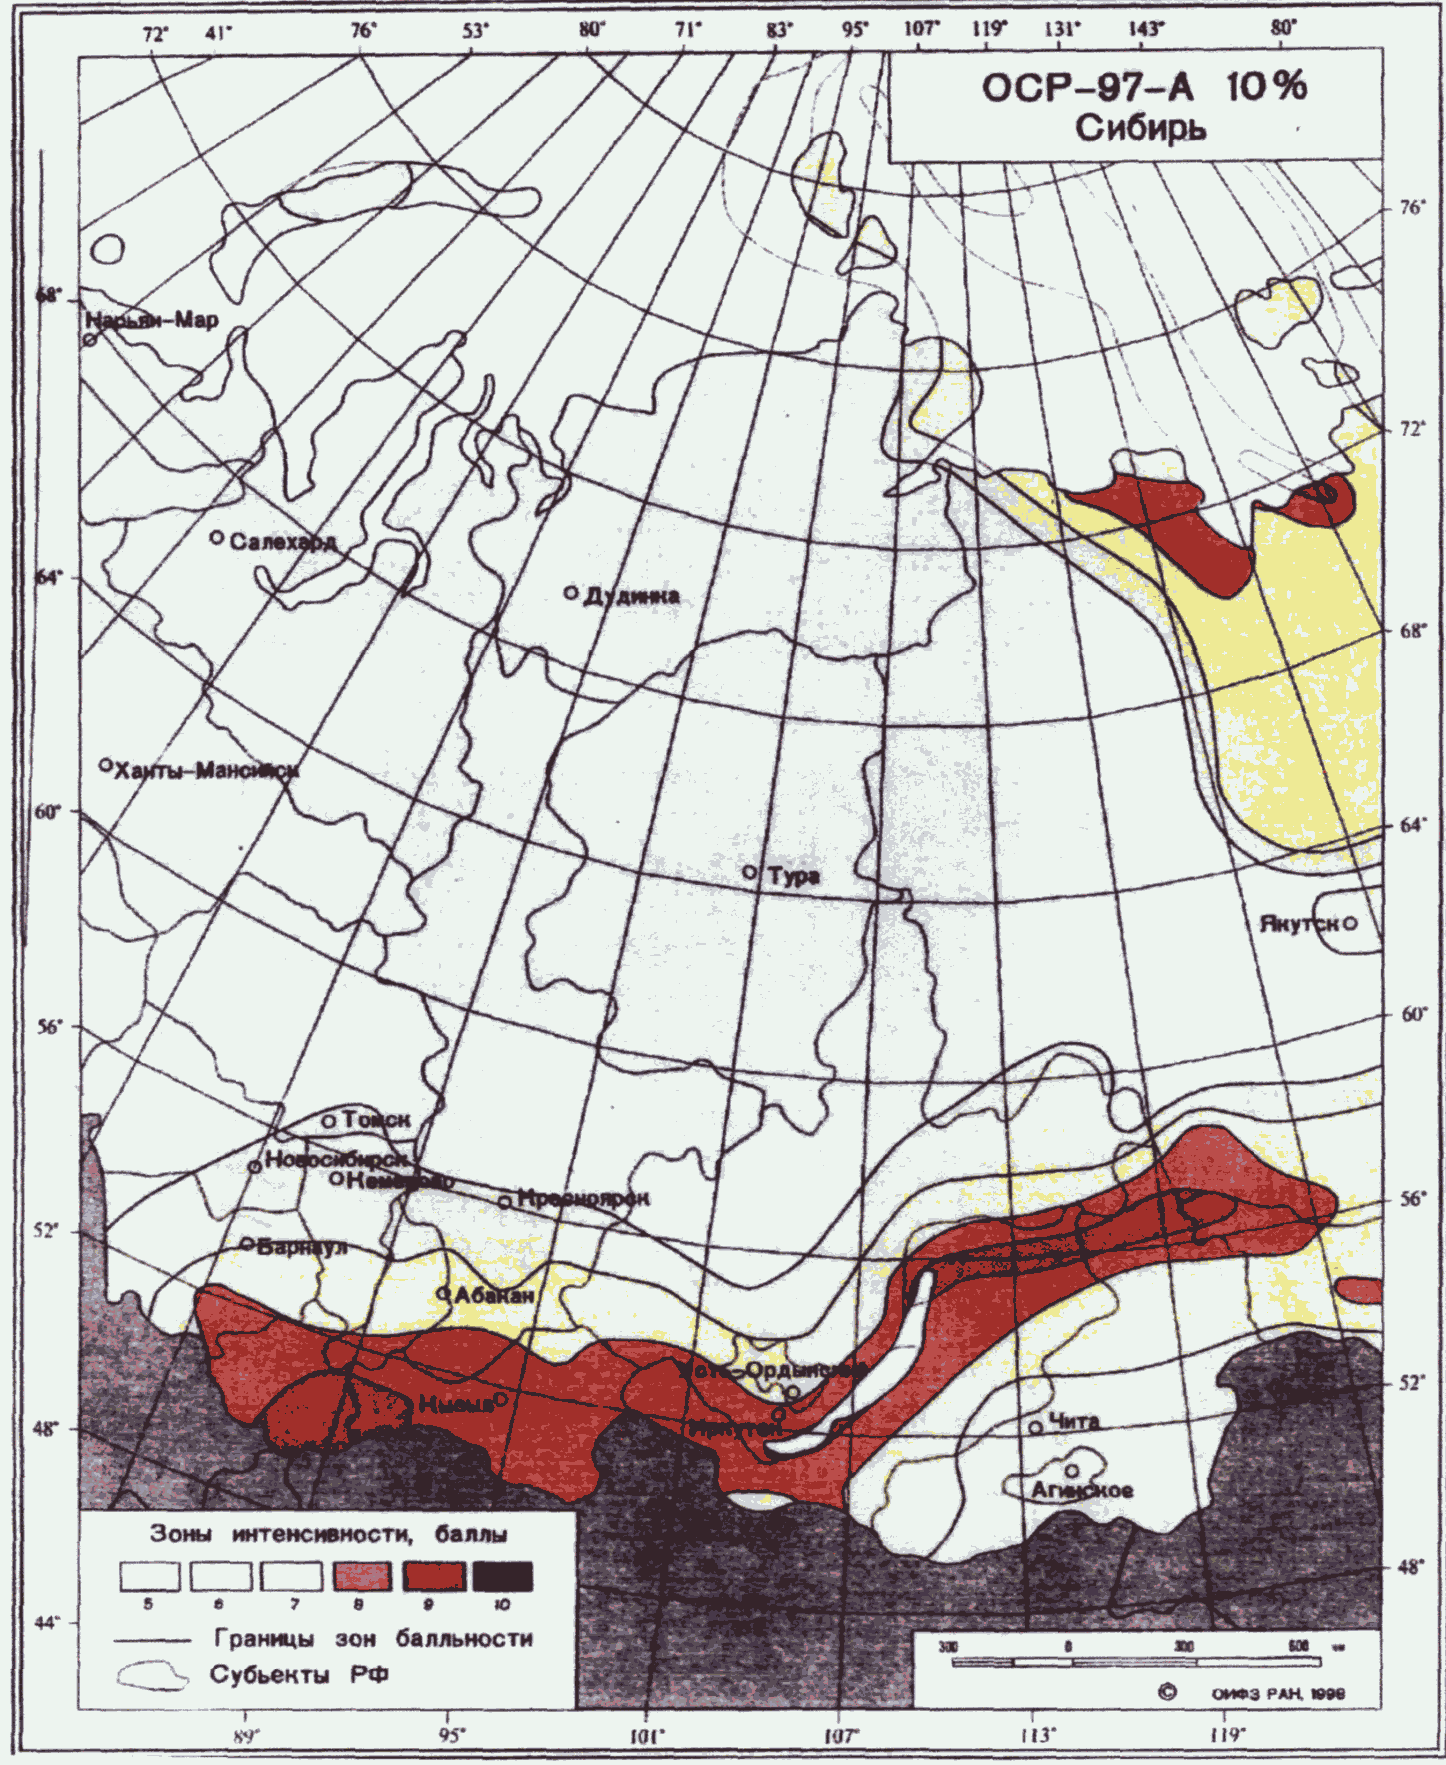 72° 41° 76° 53° 80° 71° 83° 95° 107° 119° 131° 143° 80°
ОСР-97-А 10%
Сибирь
76°
68°
Нарьян-Мар
72°
Салехард
64°
Дудинка
68°
Ханты-Мансийск
60°
64°
Тура
Якутск
56°
60°
Томск
Новосибирск
Кемерово
Красноярск
56°
52°
Барнаул
Абакан
Усть-Ордынский
52°
Кызыл
Иркутск
Чита
48°
Агинское
Зоны интенсивности, баллы
5 6 7 8 9 10
48°
44°
Границы зон балльности
Субъекты РФ
300 0 300 600 км
© ОИФЗ РАН, 1998
89° 95° 101° 107° 113° 119°